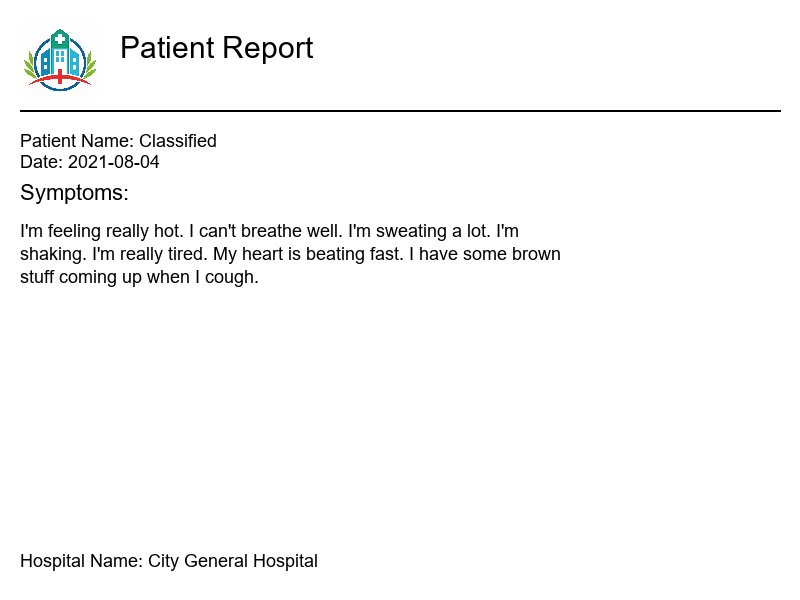 Patient Report
Patient Name: Classified
Date: 2021-08-04
Symptoms:
I'm feeling really hot. I can't breathe well. I'm sweating a lot. I'm
shaking. I'm really tired. My heart is beating fast. I have some brown
stuff coming up when I cough.
Hospital Name: City General Hospital